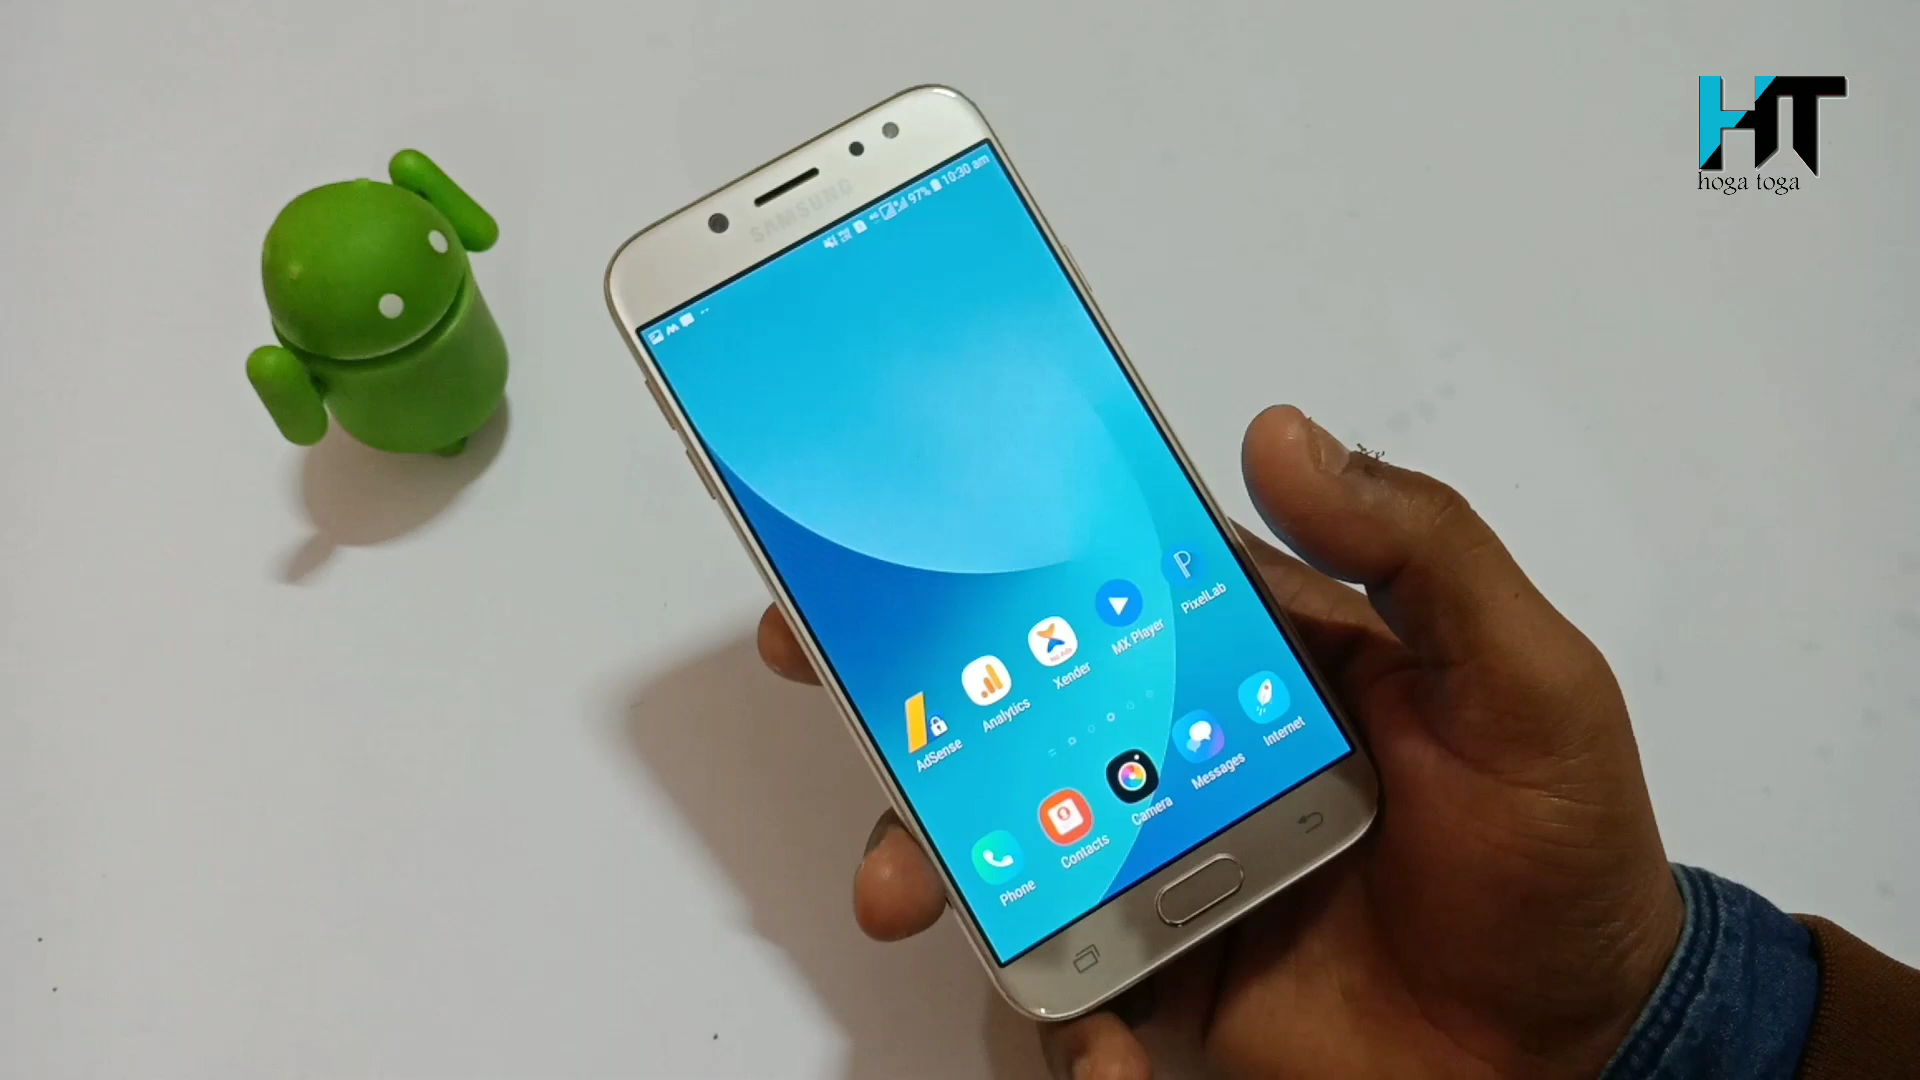 HT
hoga toga
SAMSUNG
97% 10:30 am
PixelLab
MX Player
Xender
Analytics
AdSense
Internet
Messages
Camera
Contacts
Phone